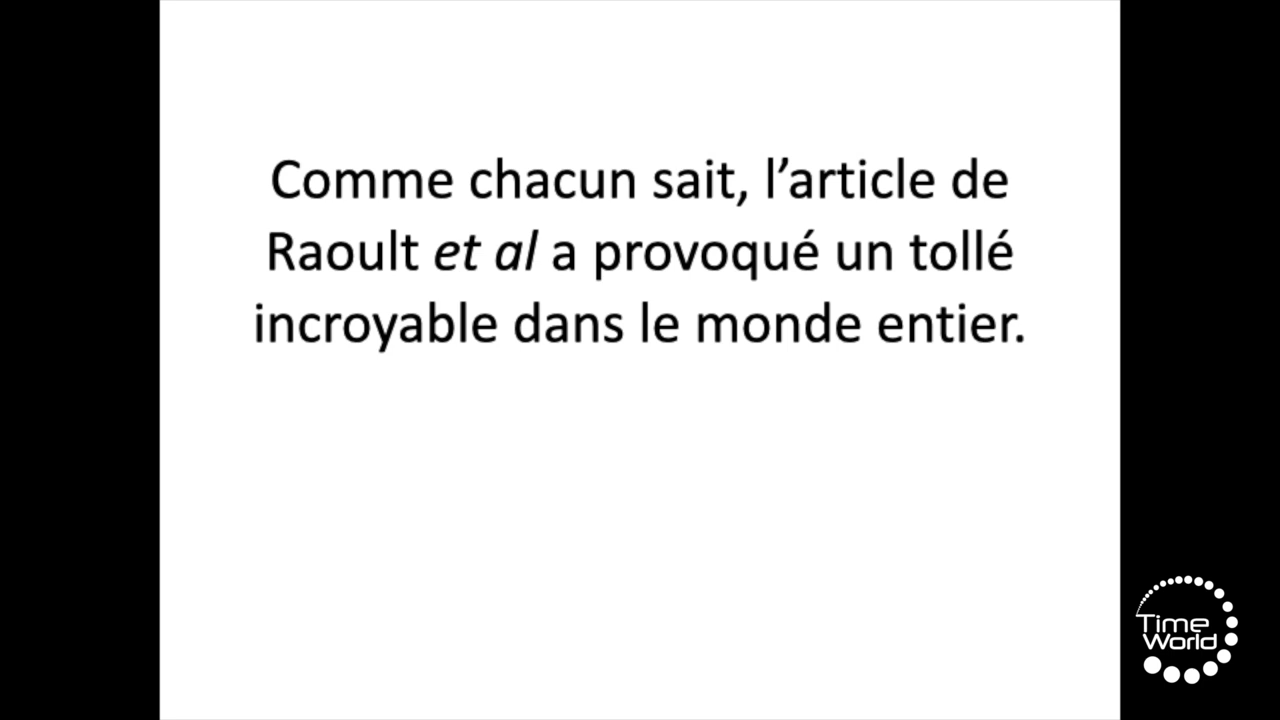 Comme chacun sait, l’article de
Raoult et al a provoqué un tollé
incroyable dans le monde entier.
Time
World